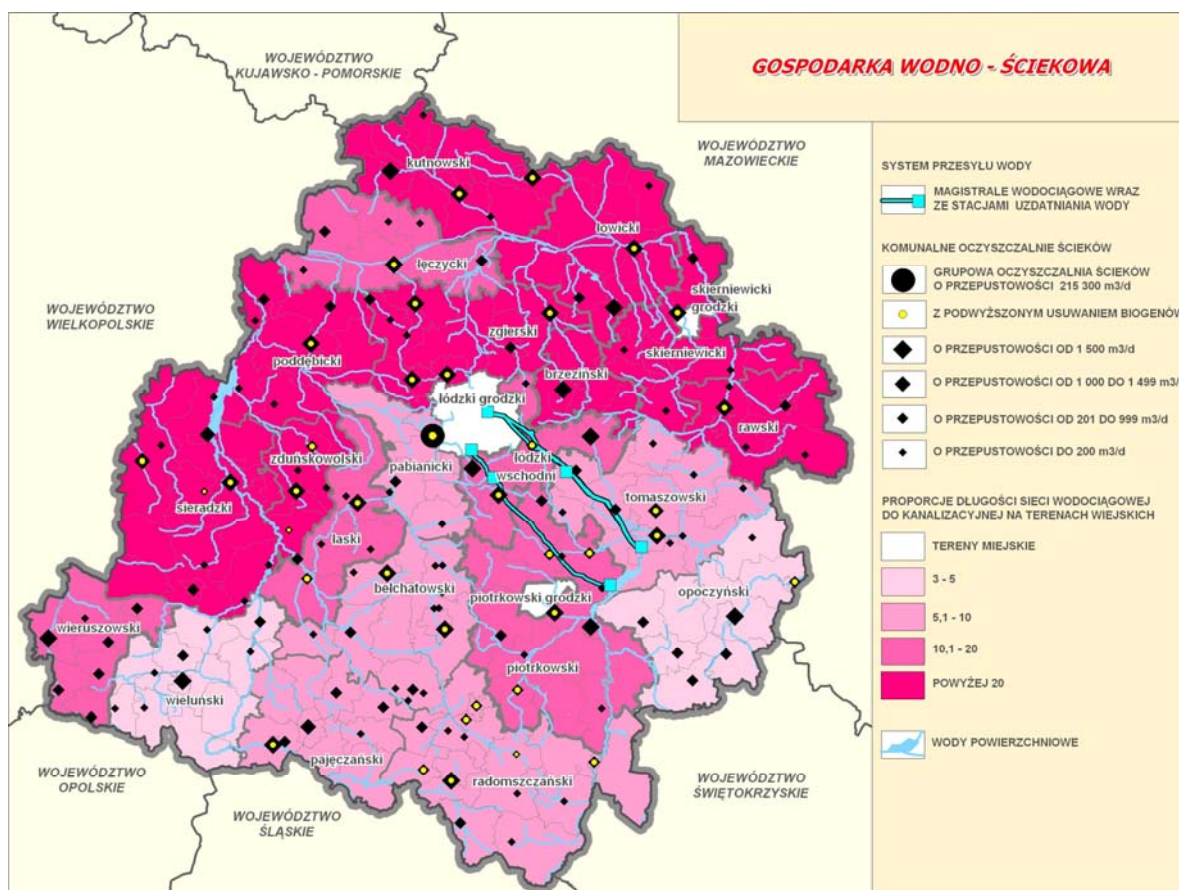 GOSPODARKA WODNO - ŚCIEKOWA
WOJEWÓDZTWO
KUJAWSKO - POMORSKIE
WOJEWÓDZTWO
MAZOWIECKIE
WOJEWÓDZTWO
WIELKOPOLSKIE
WOJEWÓDZTWO
OPOLSKIE
WOJEWÓDZTWO
ŚLĄSKIE
WOJEWÓDZTWO
ŚWIĘTOKRZYSKIE
kutnowski
łowicki
łęczycki
skierniewicki
grodzki
zgierski
skierniewicki
poddębicki
brzeziński
łódzki grodzki
rawski
zduńskowolski
pabianicki
łódzki
wschodni
sieradzki
tomaszowski
łaski
bełchatowski
piotrkowski grodzki
opoczyński
wieruszowski
piotrkowski
wieluński
pajęczański
radomszczański
SYSTEM PRZESYŁU WODY
MAGISTRALE WODOCIĄGOWE WRAZ
ZE STACJAMI UZDATNIANIA WODY
KOMUNALNE OCZYSZCZALNIE ŚCIEKÓW
GRUPOWA OCZYSZCZALNIA ŚCIEKÓW
O PRZEPUSTOWOŚCI 215 300 m3/d
Z PODWYŻSZONYM USUWANIEM BIOGENÓW
O PRZEPUSTOWOŚCI OD 1 500 m3/d
O PRZEPUSTOWOŚCI OD 1 000 DO 1 499 m3/
O PRZEPUSTOWOŚCI OD 201 DO 999 m3/d
O PRZEPUSTOWOŚCI DO 200 m3/d
PROPORCJE DŁUGOŚCI SIECI WODOCIĄGOWEJ
DO KANALIZACYJNEJ NA TERENACH WIEJSKICH
TERENY MIEJSKIE
3 - 5
5,1 - 10
10,1 - 20
POWYŻEJ 20
WODY POWIERZCHNIOWE